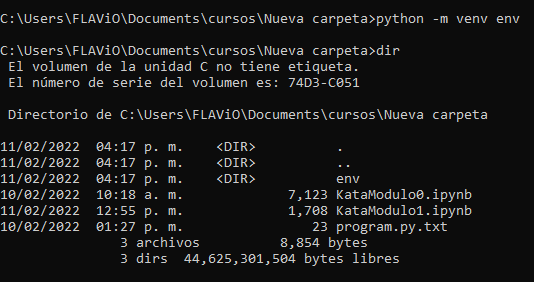 C:\Users\FLAViO\Documents\cursos\Nueva carpeta>python -m venv env
C:\Users\FLAViO\Documents\cursos\Nueva carpeta>dir
El volumen de la unidad C no tiene etiqueta.
El número de serie del volumen es: 74D3-C051
Directorio de C:\Users\FLAViO\Documents\cursos\Nueva carpeta
11/02/2022  04:17 p. m.    <DIR>          .
11/02/2022  04:17 p. m.    <DIR>          ..
11/02/2022  04:17 p. m.    <DIR>          env
10/02/2022  10:18 a. m.             7,123 KataModulo0.ipynb
11/02/2022  12:55 p. m.             1,708 KataModulo1.ipynb
10/02/2022  01:27 p. m.                23 program.py.txt
3 archivos          8,854 bytes
3 dirs  44,625,301,504 bytes libres